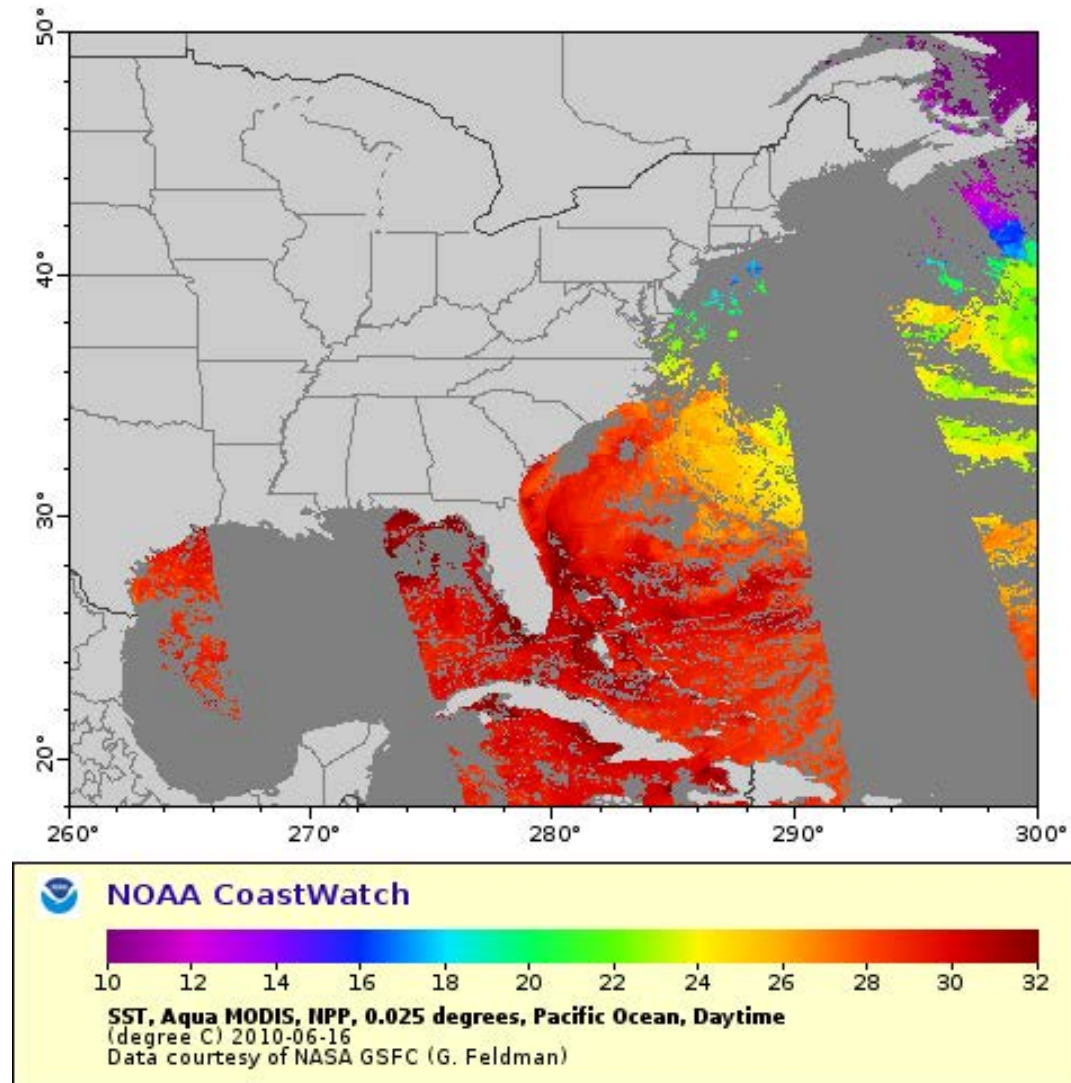 50°
40°
30°
20°
260° 270° 280° 290° 300°
NOAA CoastWatch
10 12 14 16 18 20 22 24 26 28 30 32
SST, Aqua MODIS, NPP, 0.025 degrees, Pacific Ocean, Daytime
(degree C) 2010-06-16
Data courtesy of NASA GSFC (G. Feldman)